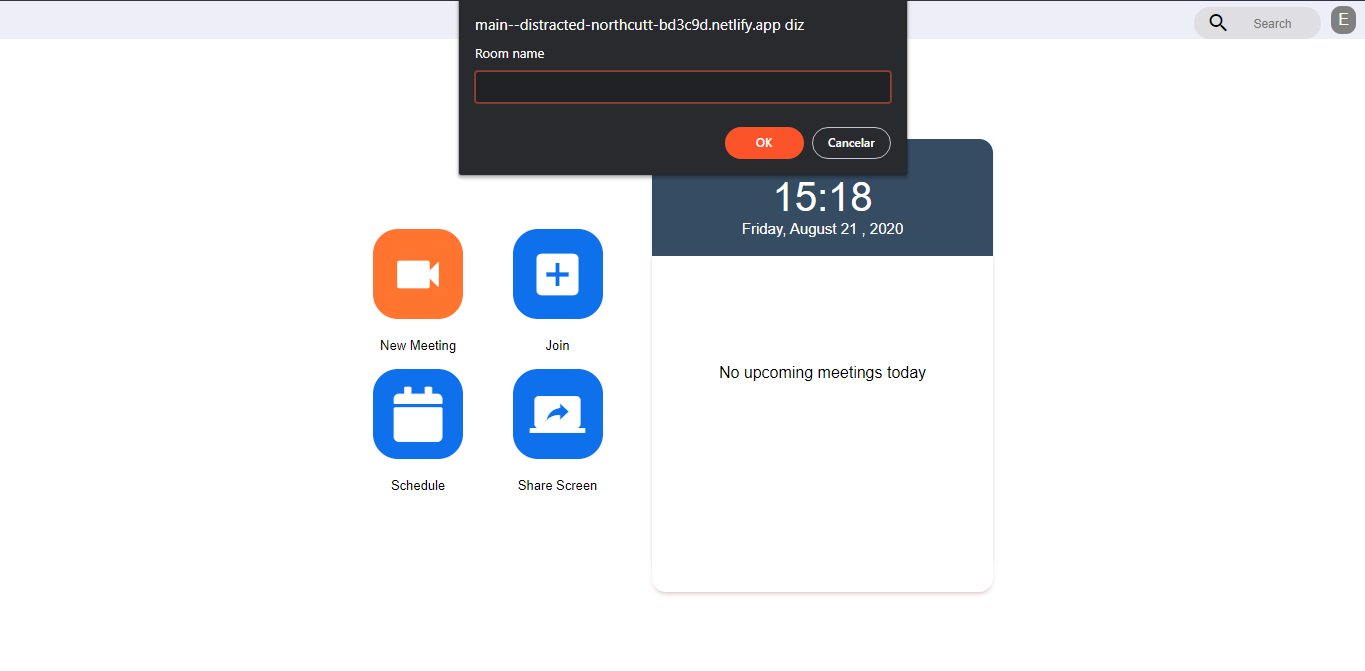 main--distracted-northcutt-bd3c9d.netlify.app diz
Room name
OK Cancelar
Search E
15:18
Friday, August 21 , 2020
New Meeting Join
Schedule Share Screen
No upcoming meetings today